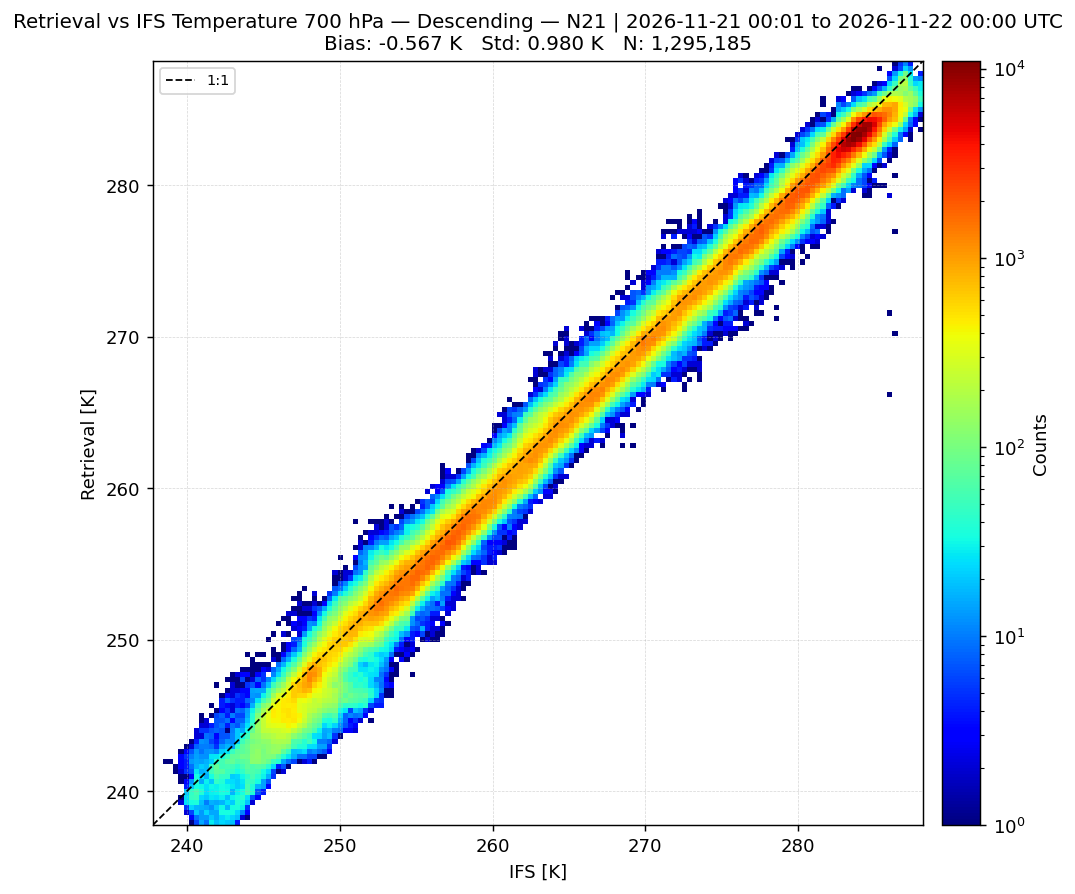 Retrieval vs IFS Temperature 700 hPa — Descending — N21 | 2026-11-21 00:01 to 2026-11-22 00:00 UTC
Bias: -0.567 K   Std: 0.980 K   N: 1,295,185
1:1
280
270
260
250
240
Retrieval [K]
240 250 260 270 280
IFS [K]
10⁴
10³
10²
10¹
10⁰
Counts